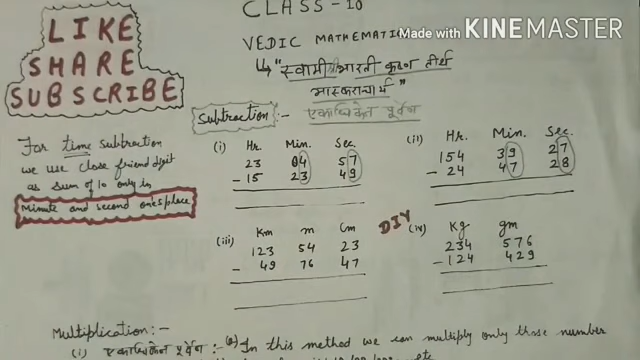 CLASS-10
Made with KINEMASTER
VEDIC MATHEMATIC
↳ "स्वामी भारती कृष्ण तीर्थ
भास्कराचार्य"
LIKE
SHARE
SUBSCRIBE
Subtraction :- एकाधिकेन पूर्वेण
For time Subtraction
we use close friend digit
as sum of 10 only in
Minute and second ones place
(i) Hr. Min. Sec.
23 04 57
- 15 23 49
(ii) Hr. Min. Sec.
154 39 27
- 24 47 28
(iii) Km m Cm
123 54 23
- 49 76 47
DIY (iv) Kg gm
234 576
- 124 429
Multiplication :-
(i) एकाधिकेन पूर्वेण :- In this method we can multiply only those number